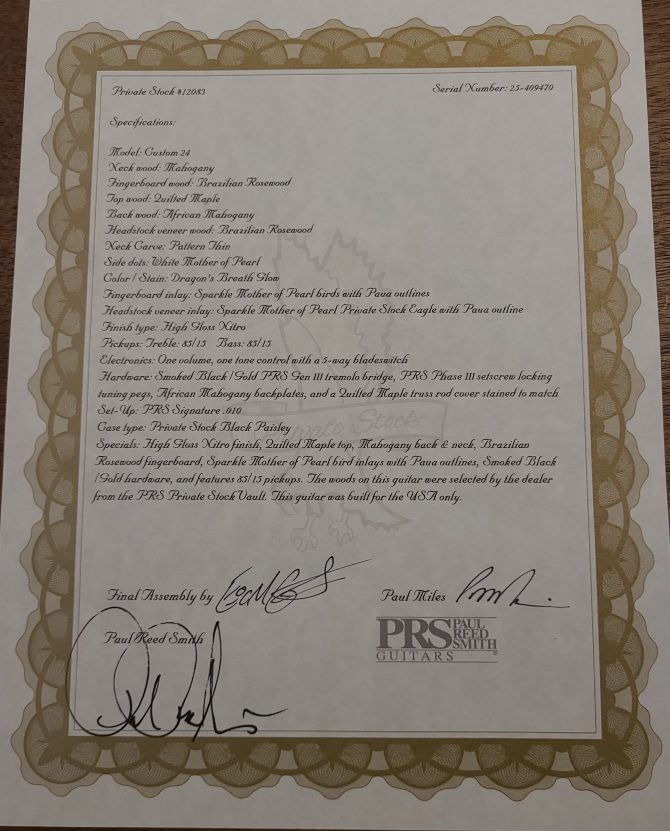 Private Stock #12083
Serial Number: 25-409470
Specifications:
Model: Custom 24
Neck wood: Mahogany
Fingerboard wood: Brazilian Rosewood
Top wood: Quilted Maple
Back wood: African Mahogany
Headstock veneer wood: Brazilian Rosewood
Neck Carve: Pattern Thin
Side dots: White Mother of Pearl
Color / Stain: Dragon's Breath Glow
Fingerboard inlay: Sparkle Mother of Pearl birds with Paua outlines
Headstock veneer inlay: Sparkle Mother of Pearl Private Stock Eagle with Paua outline
Finish type: High Gloss Nitro
Pickups: Treble: 85/15 Bass: 85/15
Electronics: One volume, one tone control with a 5-way bladeswitch
Hardware: Smoked Black / Gold PRS Gen III tremolo bridge, PRS Phase III setscrew locking
tuning pegs, African Mahogany backplates, and a Quilted Maple truss rod cover stained to match
Set-Up: PRS Signature .010
Case type: Private Stock Black Paisley
Specials: High Gloss Nitro finish, Quilted Maple top, Mahogany back & neck, Brazilian
Rosewood fingerboard, Sparkle Mother of Pearl bird inlays with Paua outlines, Smoked Black
/Gold hardware, and features 85/15 pickups. The woods on this guitar were selected by the dealer
from the PRS Private Stock Vault. This guitar was built for the USA only.
Private Stock
Final Assembly by
Paul Miles
Paul Reed Smith
PRS PAUL REED SMITH
GUITARS